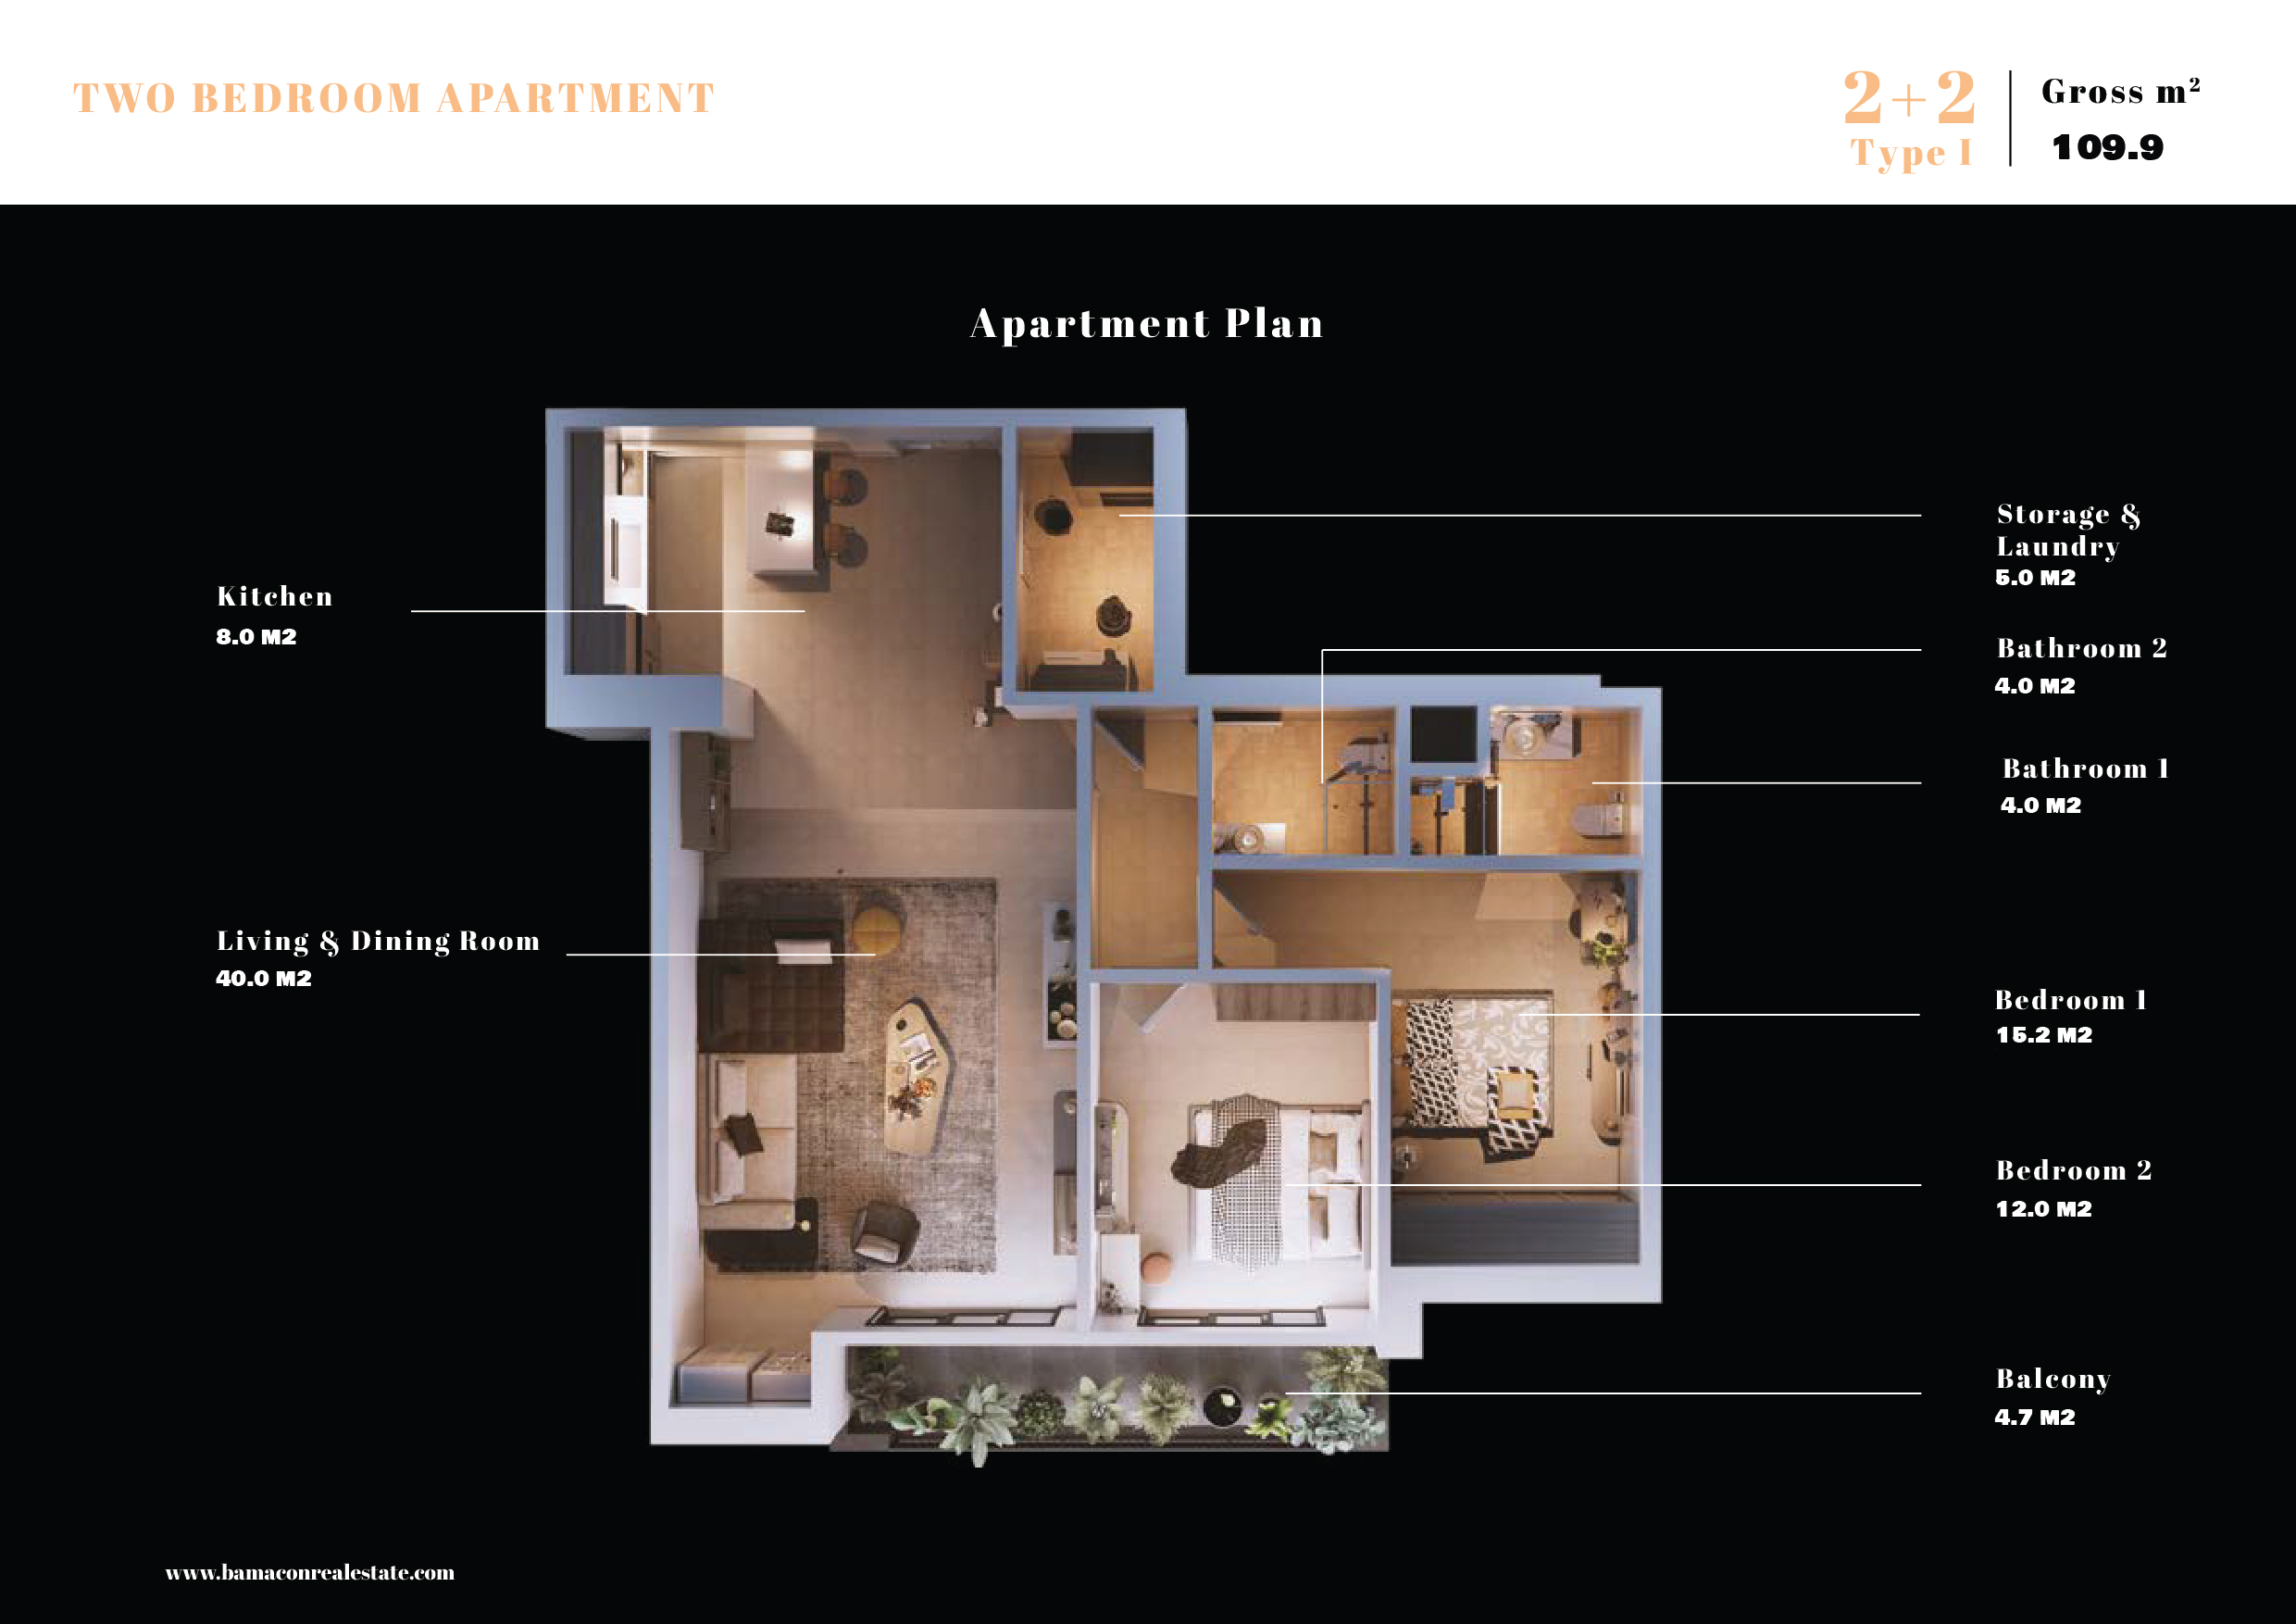 TWO BEDROOM APARTMENT
2+2
Type I
Gross m²
109.9
Apartment Plan
Kitchen
8.0 M2
Living & Dining Room
40.0 M2
Storage &
Laundry
5.0 M2
Bathroom 2
4.0 M2
Bathroom 1
4.0 M2
Bedroom 1
15.2 M2
Bedroom 2
12.0 M2
Balcony
4.7 M2
www.bamaconrealestate.com